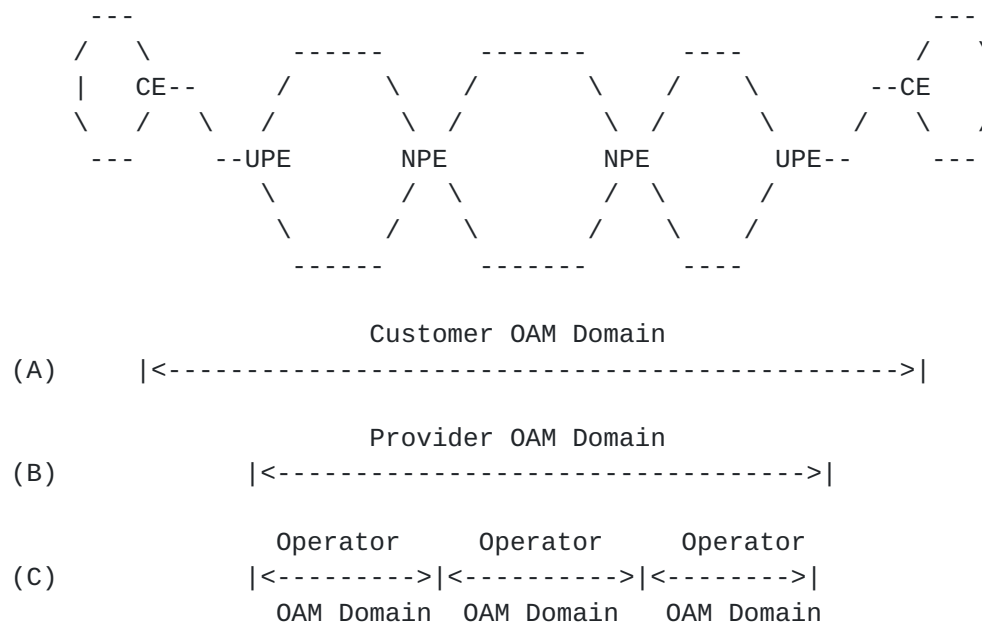 CE-- --CE
--UPE NPE NPE UPE--
Customer OAM Domain
(A) |<----------------------------------------------->|
Provider OAM Domain
(B) |<---------------------------------->|
Operator Operator Operator
(C) |<--------->|<---------->|<-------->|
OAM Domain OAM Domain OAM Domain